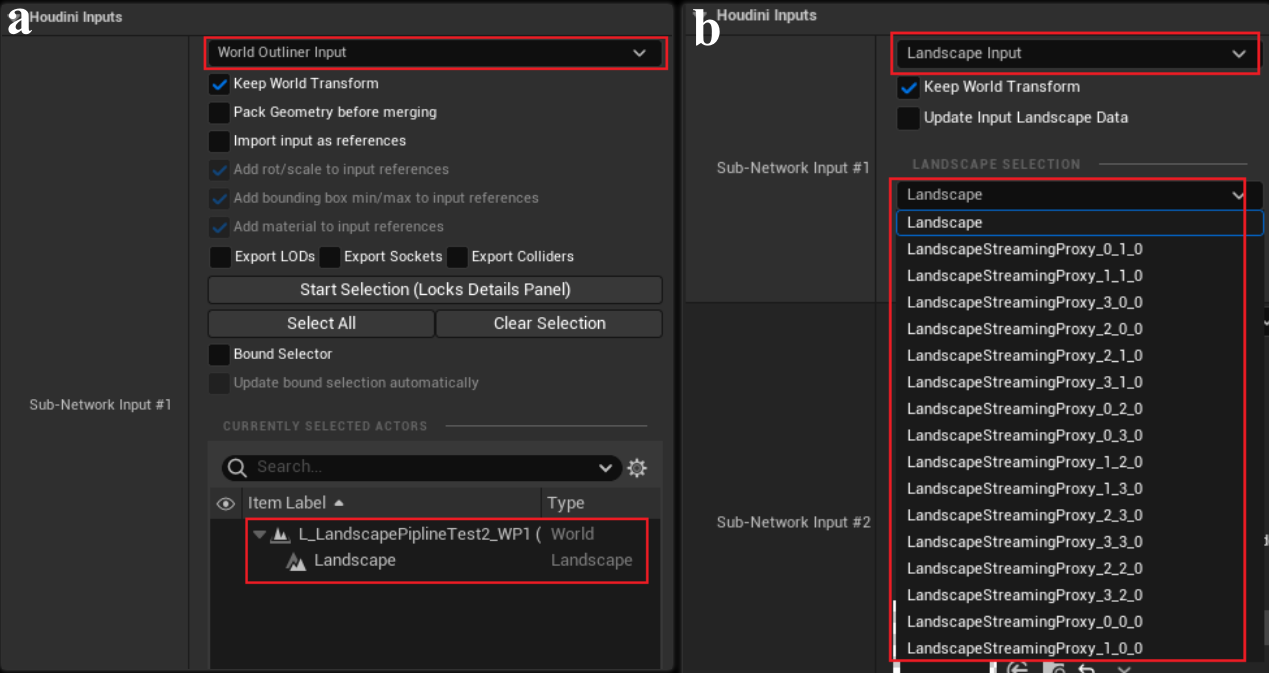 a
Houdini Inputs
World Outliner Input
Keep World Transform
Pack Geometry before merging
Import input as references
Add rot/scale to input references
Add bounding box min/max to input references
Add material to input references
Export LODs Export Sockets Export Colliders
Start Selection (Locks Details Panel)
Select All Clear Selection
Bound Selector
Update bound selection automatically
Sub-Network Input #1
CURRENTLY SELECTED ACTORS
Search...
Item Label Type
L_LandscapePiplineTest2_WP1 ( World
Landscape Landscape
b
Houdini Inputs
Landscape Input
Keep World Transform
Update Input Landscape Data
Sub-Network Input #1
LANDSCAPE SELECTION
Landscape
Landscape
LandscapeStreamingProxy_0_1_0
LandscapeStreamingProxy_1_1_0
LandscapeStreamingProxy_3_0_0
LandscapeStreamingProxy_2_0_0
LandscapeStreamingProxy_2_1_0
LandscapeStreamingProxy_3_1_0
LandscapeStreamingProxy_0_2_0
LandscapeStreamingProxy_0_3_0
LandscapeStreamingProxy_1_2_0
LandscapeStreamingProxy_1_3_0
Sub-Network Input #2
LandscapeStreamingProxy_2_3_0
LandscapeStreamingProxy_3_3_0
LandscapeStreamingProxy_2_2_0
LandscapeStreamingProxy_3_2_0
LandscapeStreamingProxy_0_0_0
LandscapeStreamingProxy_1_0_0